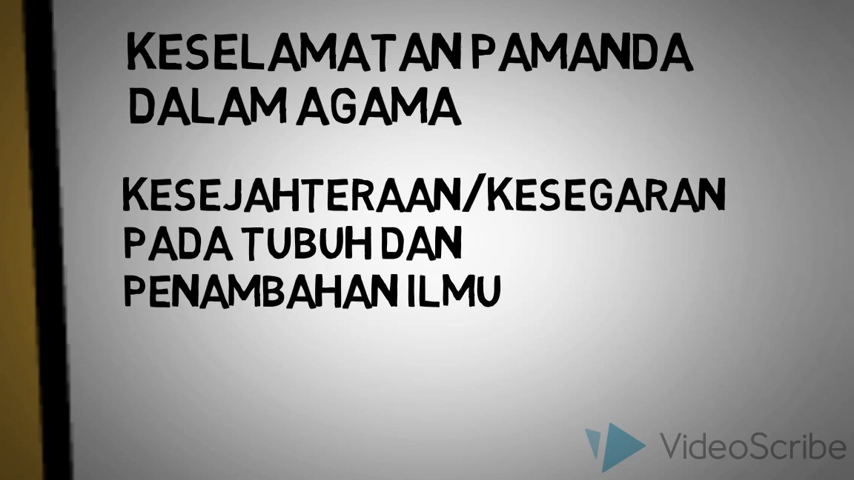 KESELAMATAN PAMANDA
DALAM AGAMA
KESEJAHTERAAN/KESEGARAN
PADA TUBUH DAN
PENAMBAHAN ILMU
VideoScribe